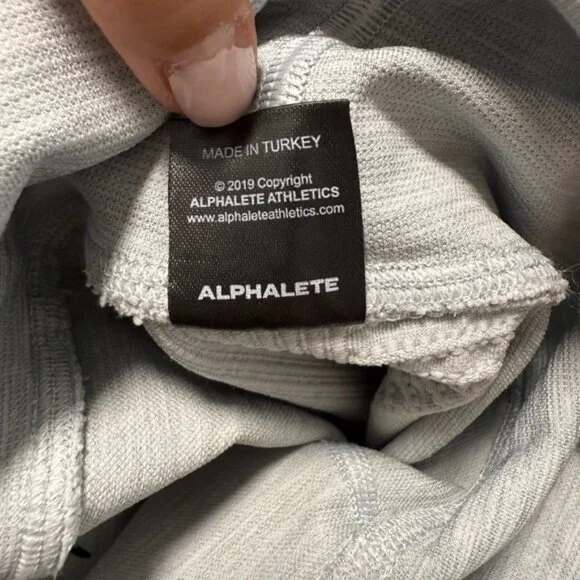 MADE IN TURKEY
© 2019 Copyright
ALPHALETE ATHLETICS
www.alphaleteathletics.com
ALPHALETE